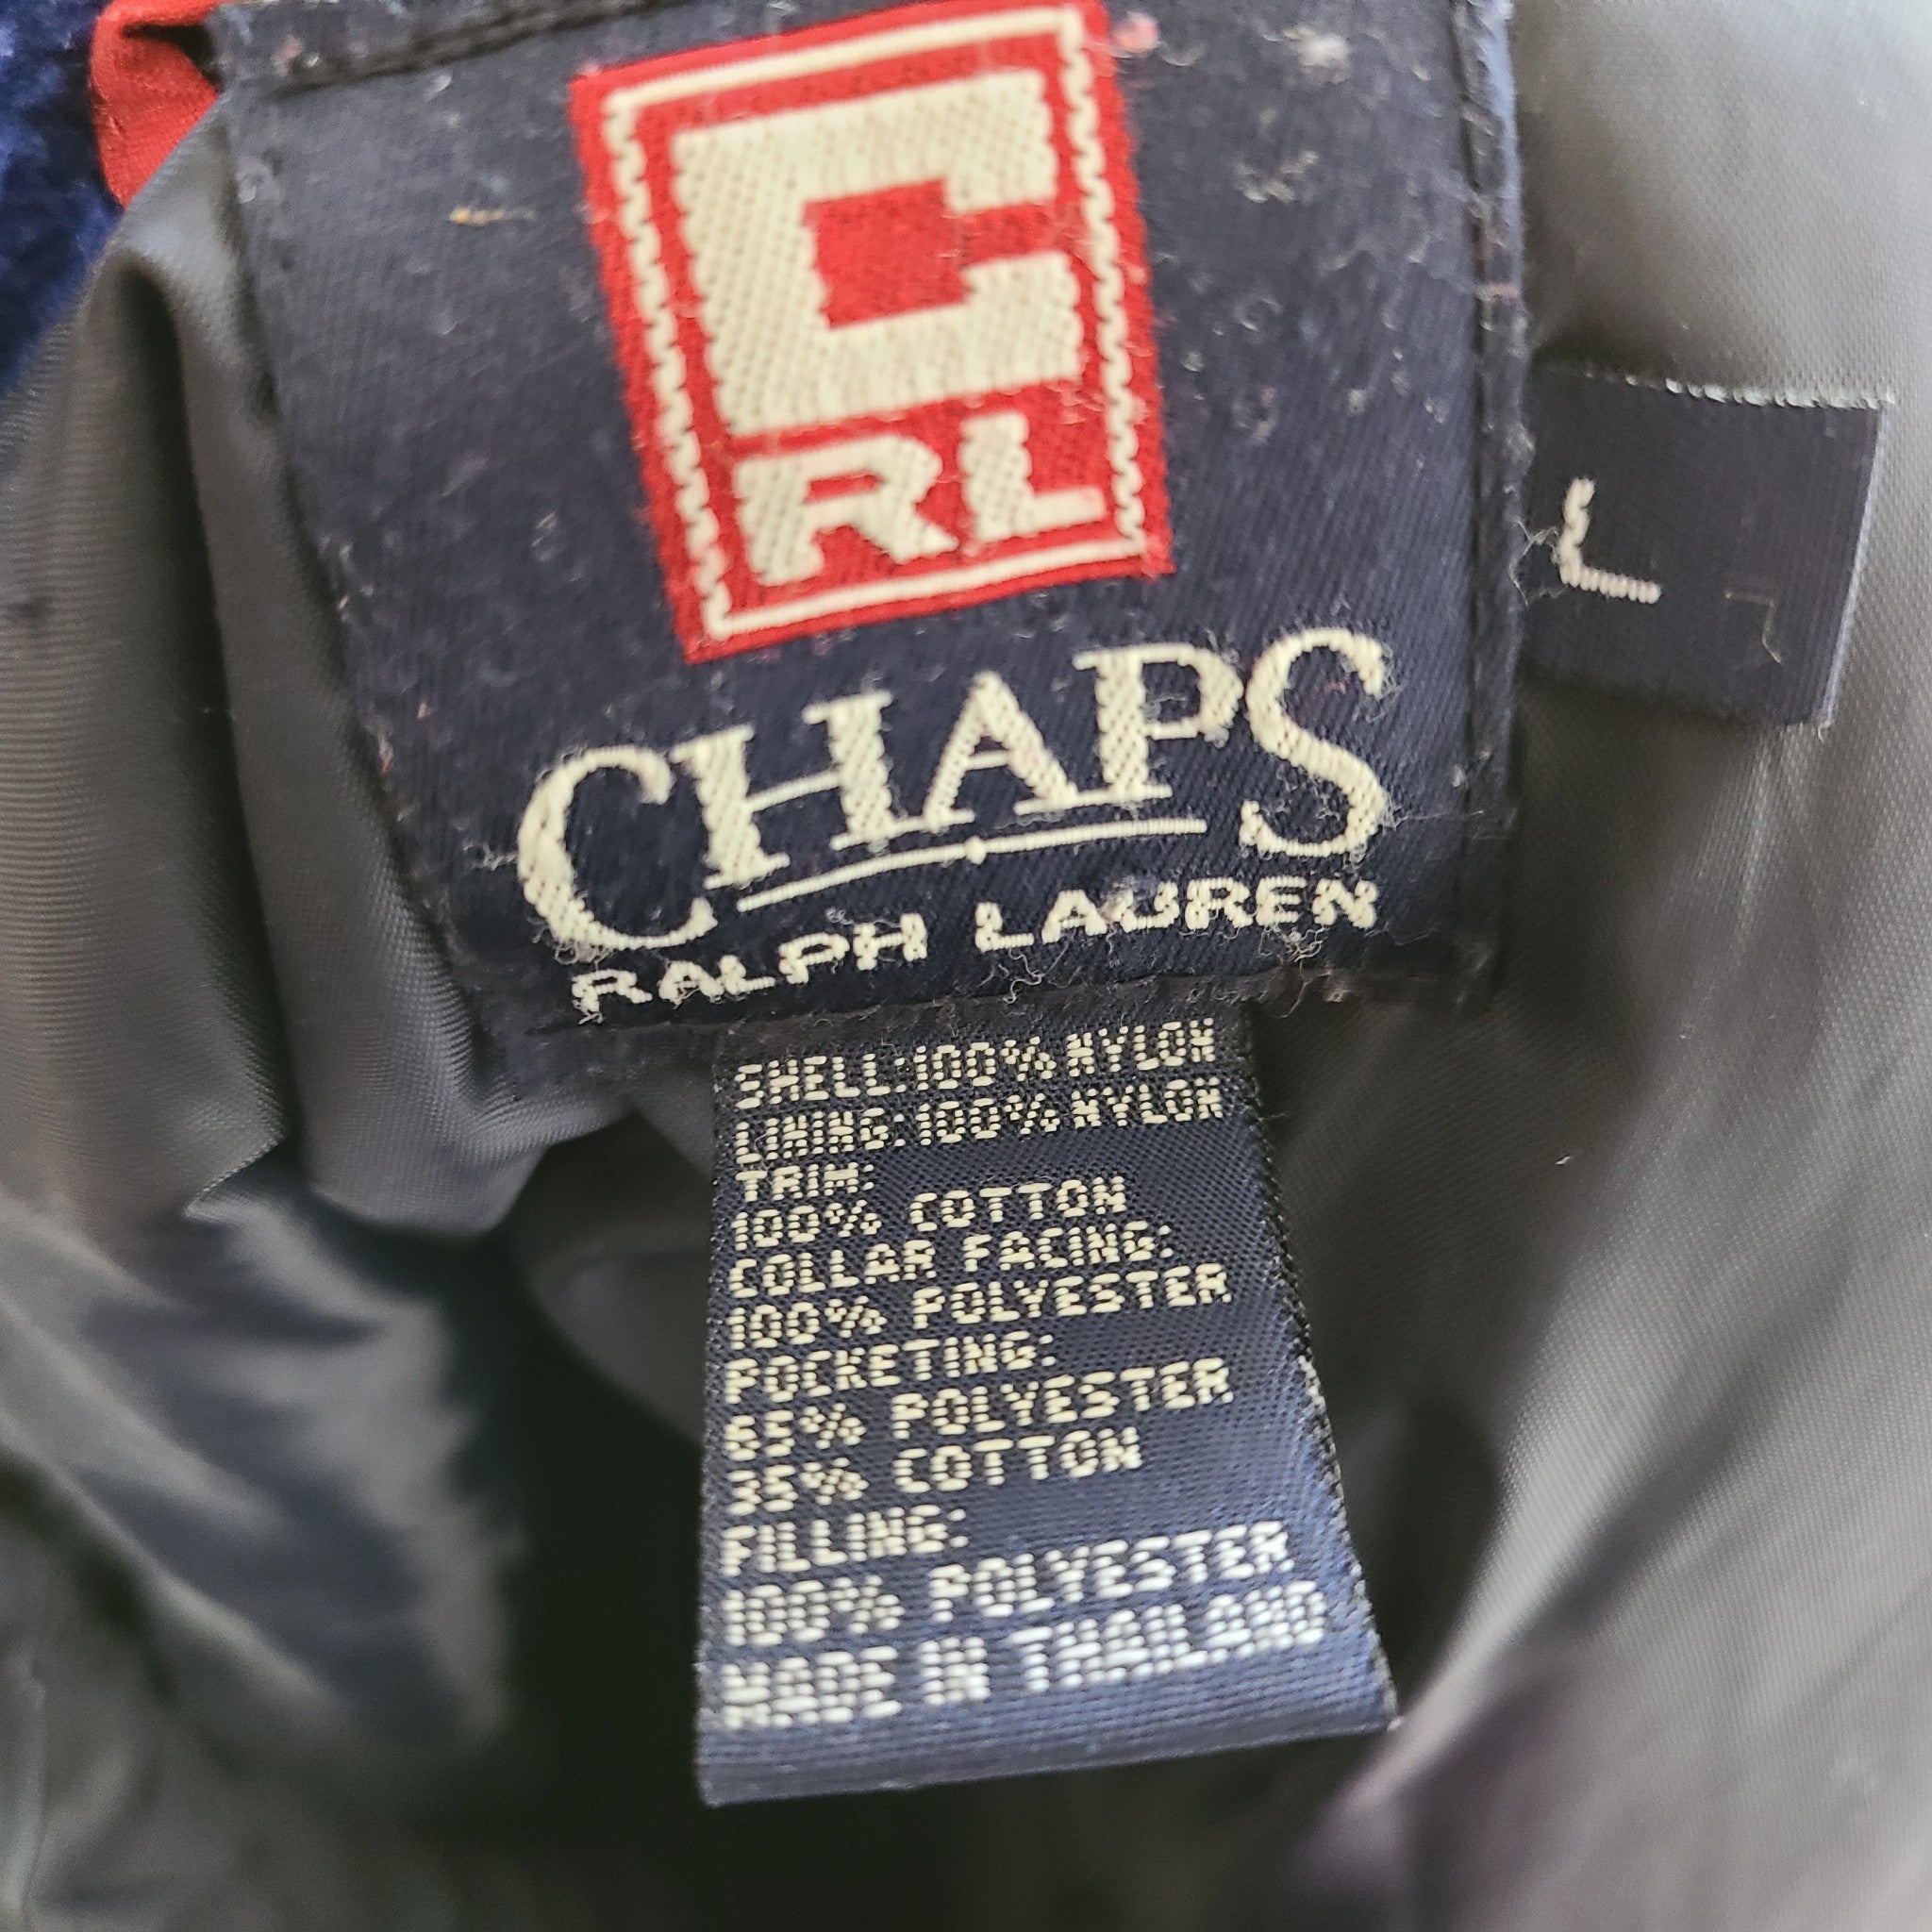 C
RL
CHAPS
RALPH LAUREN
L
SHELL:100% NYLON
LINING:100% NYLON
TRIM:
100% COTTON
COLLAR FACING:
100% POLYESTER
POCKETING:
65% POLYESTER
35% COTTON
FILLING:
100% POLYESTER
MADE IN THAILAND